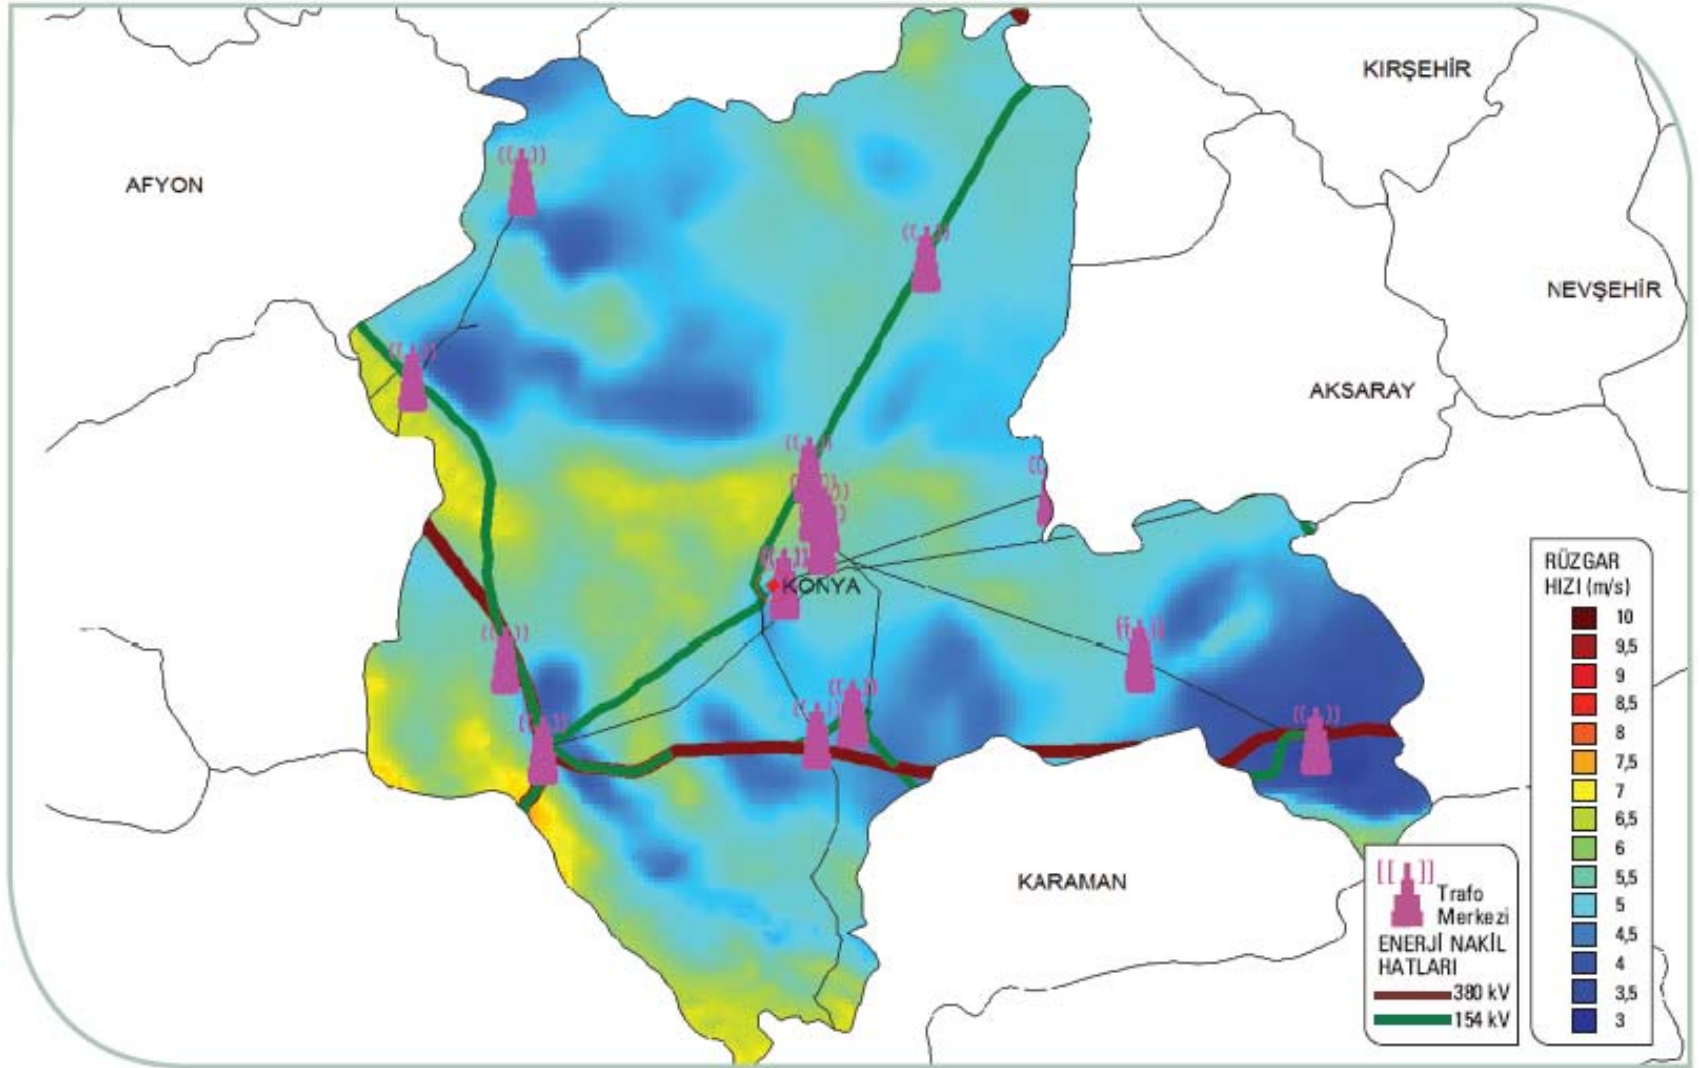 KIRŞEHİR
AFYON
NEVŞEHİR
AKSARAY
KONYA
KARAMAN
RÜZGAR
HIZI (m/s)
10
9,5
9
8,5
8
7,5
7
6,5
6
5,5
5
4,5
4
3,5
3
Trafo
Merkezi
ENERJİ NAKİL
HATLARI
380 kV
154 kV